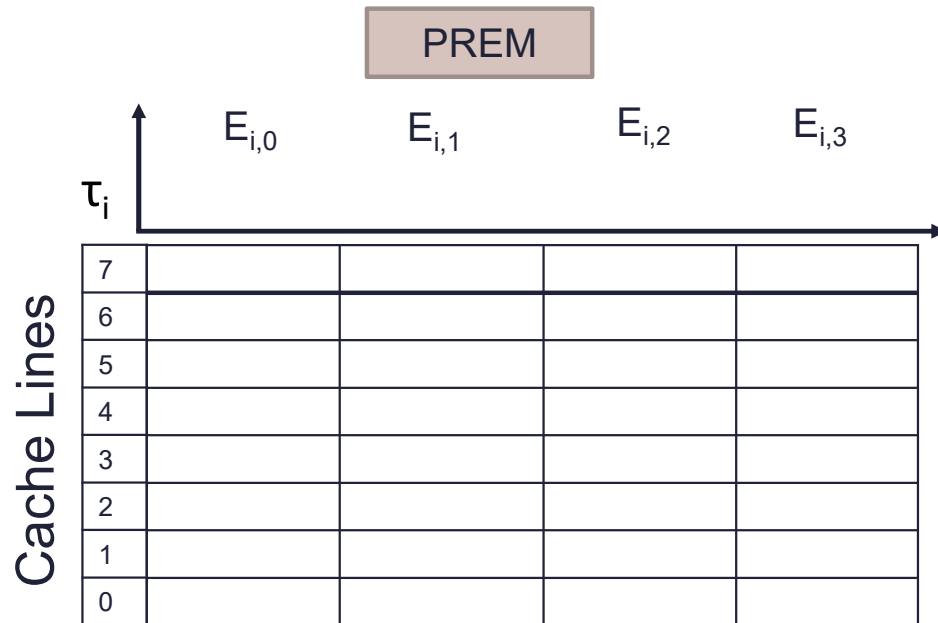 PREM
E_{i,0} E_{i,1} E_{i,2} E_{i,3}
τ_i
Cache Lines
7
6
5
4
3
2
1
0